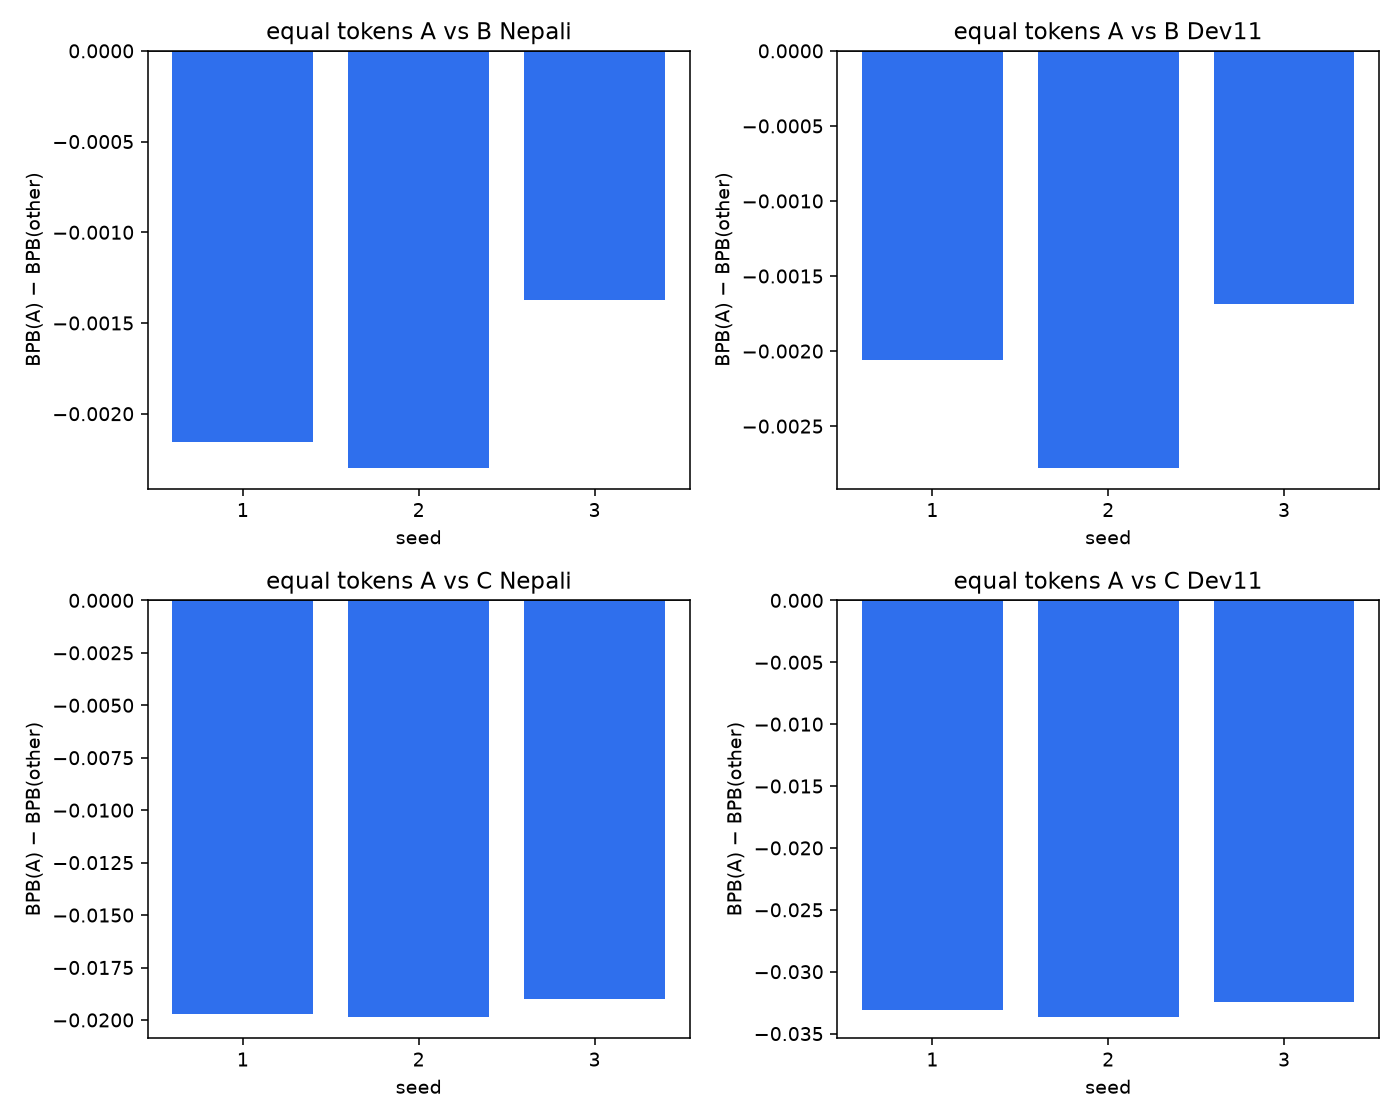 equal tokens A vs B Nepali
0.0000
−0.0005
−0.0010
−0.0015
−0.0020
BPB(A) − BPB(other)
1 2 3
seed
equal tokens A vs B Dev11
0.0000
−0.0005
−0.0010
−0.0015
−0.0020
−0.0025
BPB(A) − BPB(other)
1 2 3
seed
equal tokens A vs C Nepali
0.0000
−0.0025
−0.0050
−0.0075
−0.0100
−0.0125
−0.0150
−0.0175
−0.0200
BPB(A) − BPB(other)
1 2 3
seed
equal tokens A vs C Dev11
0.000
−0.005
−0.010
−0.015
−0.020
−0.025
−0.030
−0.035
BPB(A) − BPB(other)
1 2 3
seed